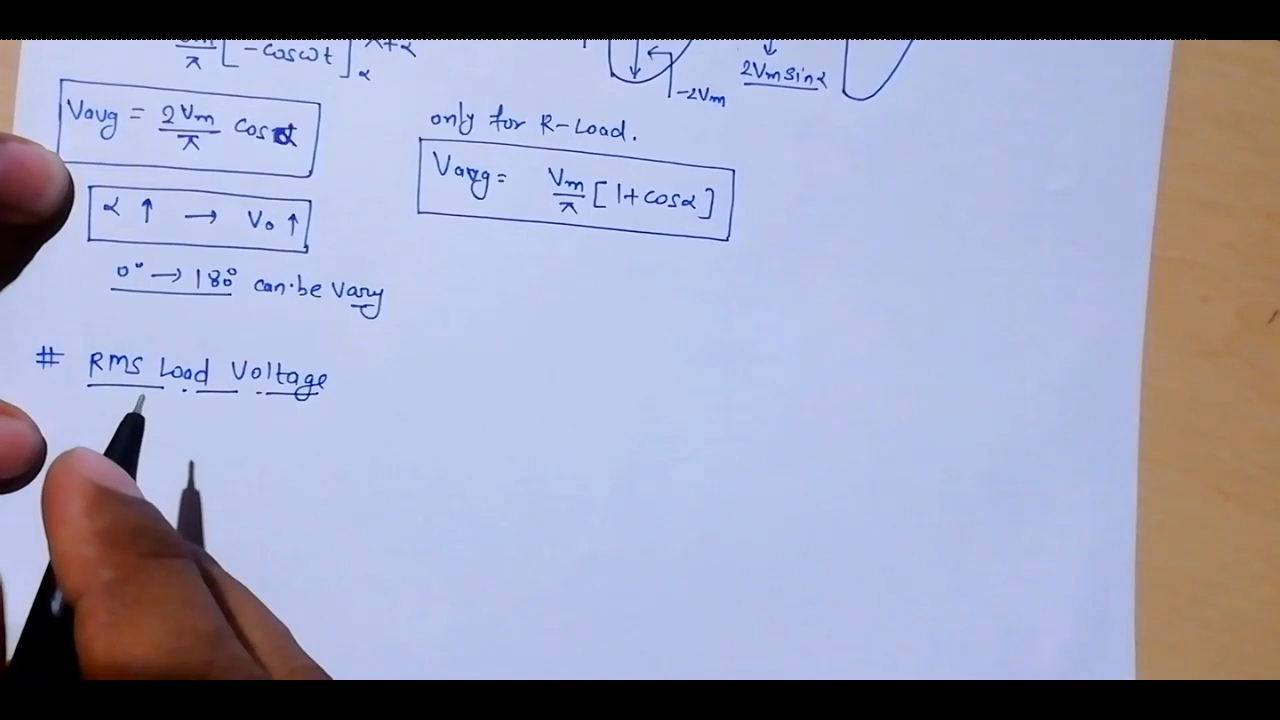 π [-cosωt] π+α
α
-2Vm
2Vm sinα
Vavg = 2Vm/π cosα
α ↑ → Vo ↑
0° → 180° can be vary
only for R-Load.
Vavg = Vm/π [1+cosα]
# RMS Load Voltage